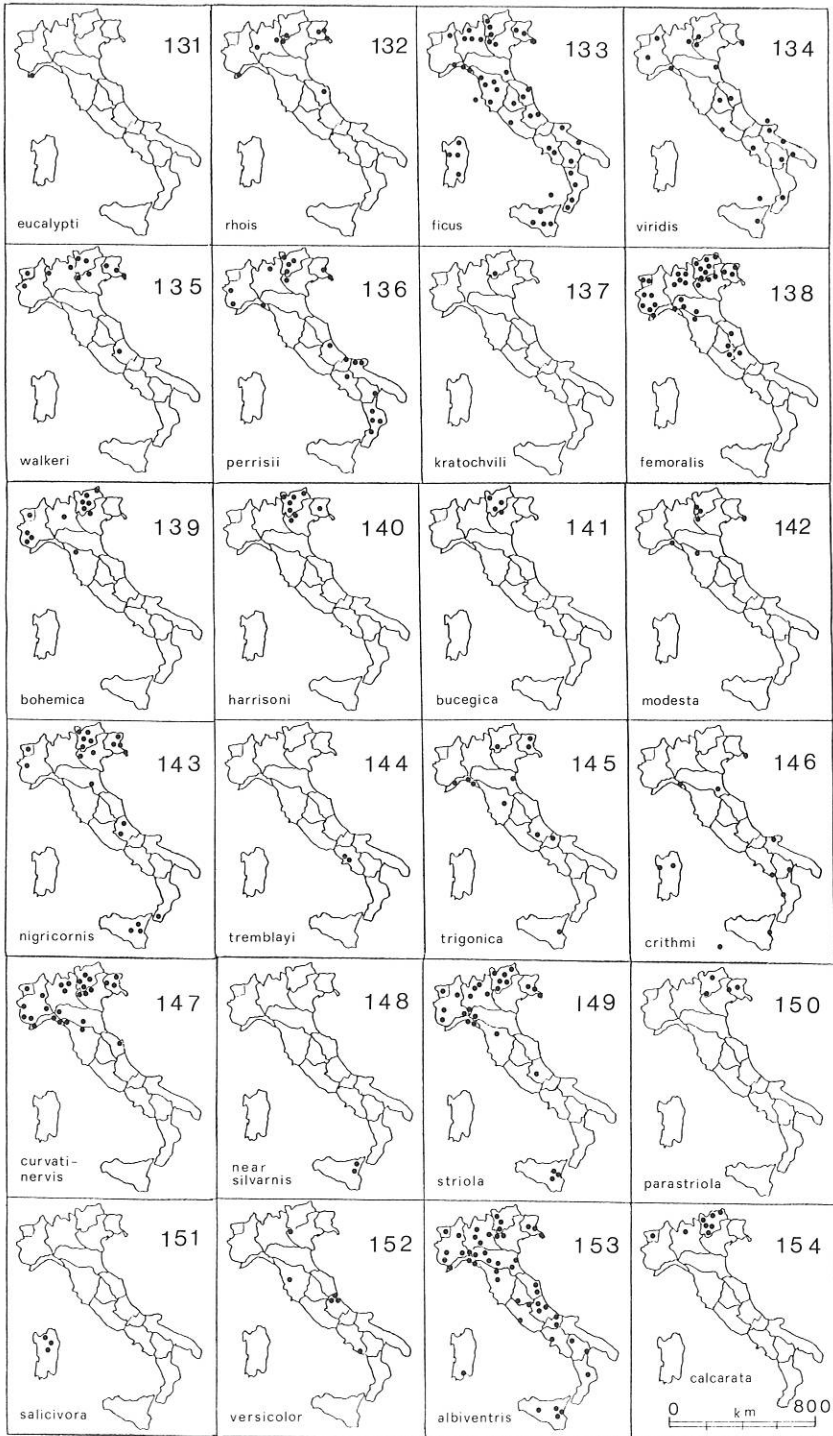 131
eucalypti
132
rhois
133
ficus
134
viridis
135
walkeri
136
perrisii
137
kratochvili
138
femoralis
139
bohemica
140
harrisoni
141
bucegica
142
modesta
143
nigricornis
144
tremblayi
145
trigonica
146
crithmi
147
curvati-
nervis
148
near
silvarnis
149
striola
150
parastriola
151
salicivora
152
versicolor
153
albiventris
154
calcarata
0 800
km